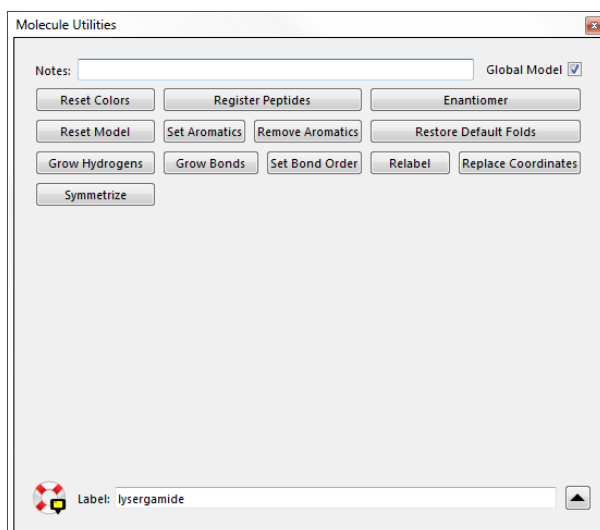 Molecule Utilities
Notes: Global Model
Reset Colors Register Peptides Enantiomer
Reset Model Set Aromatics Remove Aromatics Restore Default Folds
Grow Hydrogens Grow Bonds Set Bond Order Relabel Replace Coordinates
Symmetrize
Label: lysergamide